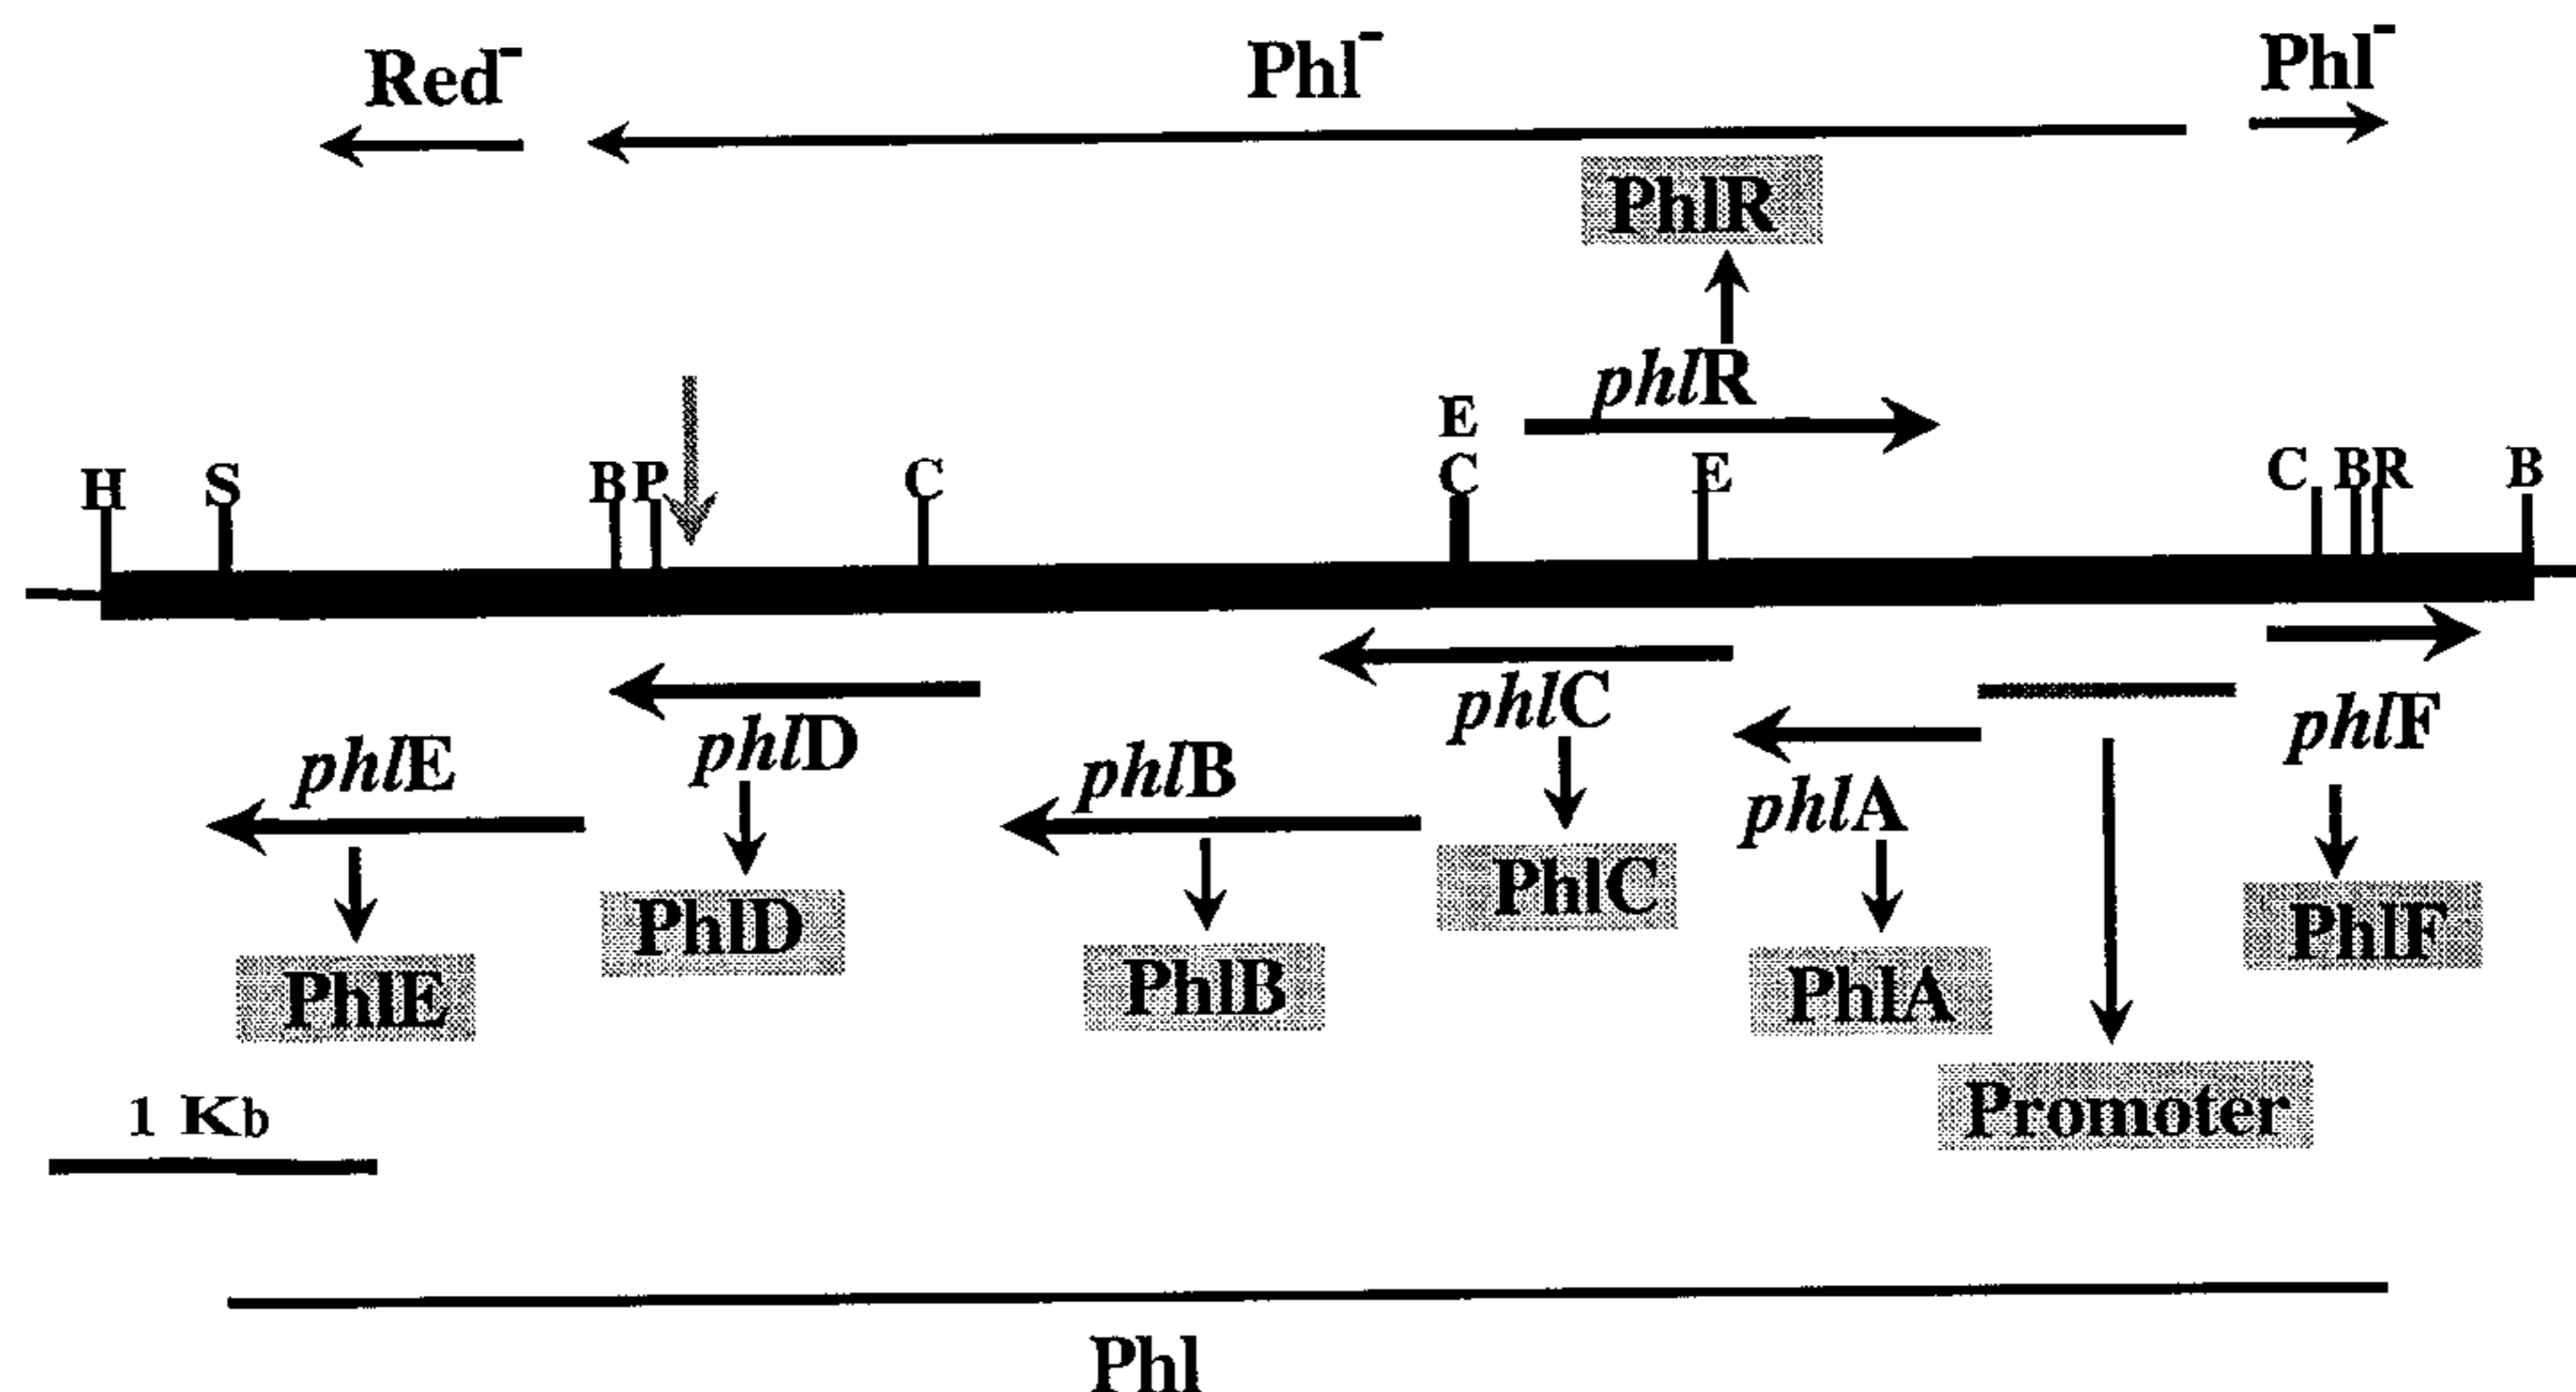 Red⁻ Phl⁻ Phl⁻
PhlR
phlR
E
H S B P C C E C B R B
phlC
phlE phlD phlB phlA phlF
PhlC
PhlE PhlD PhlB PhlA PhlF
Promoter
1 Kb
Phl